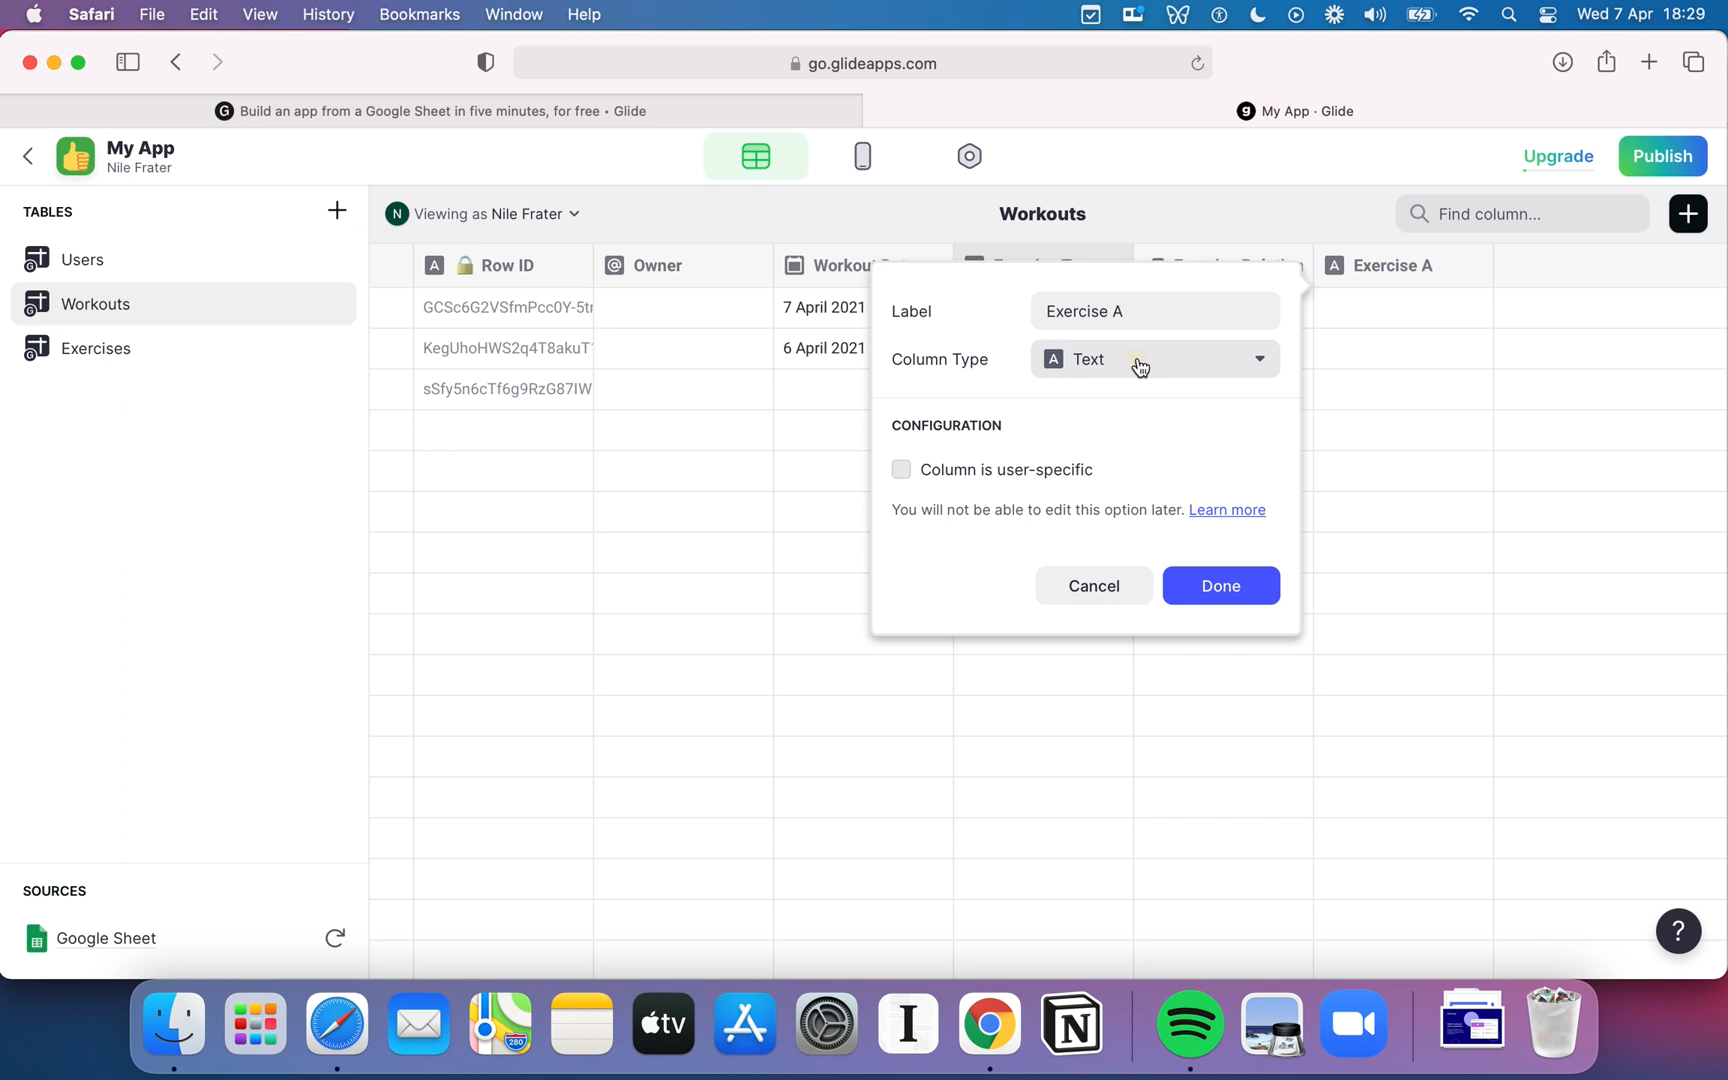 Safari File Edit View History Bookmarks Window Help Wed 7 Apr 18:29
go.glideapps.com
G Build an app from a Google Sheet in five minutes, for free • Glide
g My App · Glide
My App
Nile Frater
Upgrade
Publish
TABLES
N Viewing as Nile Frater
Workouts
Find column...
Users
Workouts
Exercises
A Row ID
@ Owner
A Exercise A
GCSc6G2VSfmPcc0Y-5tr
7 April 2021
KegUhoHWS2q4T8akuT
6 April 2021
sSfy5n6cTf6g9RzG87IW
Label
Exercise A
Column Type
A Text
CONFIGURATION
Column is user-specific
You will not be able to edit this option later. Learn more
Cancel
Done
SOURCES
Google Sheet
?
280
tv
I
N